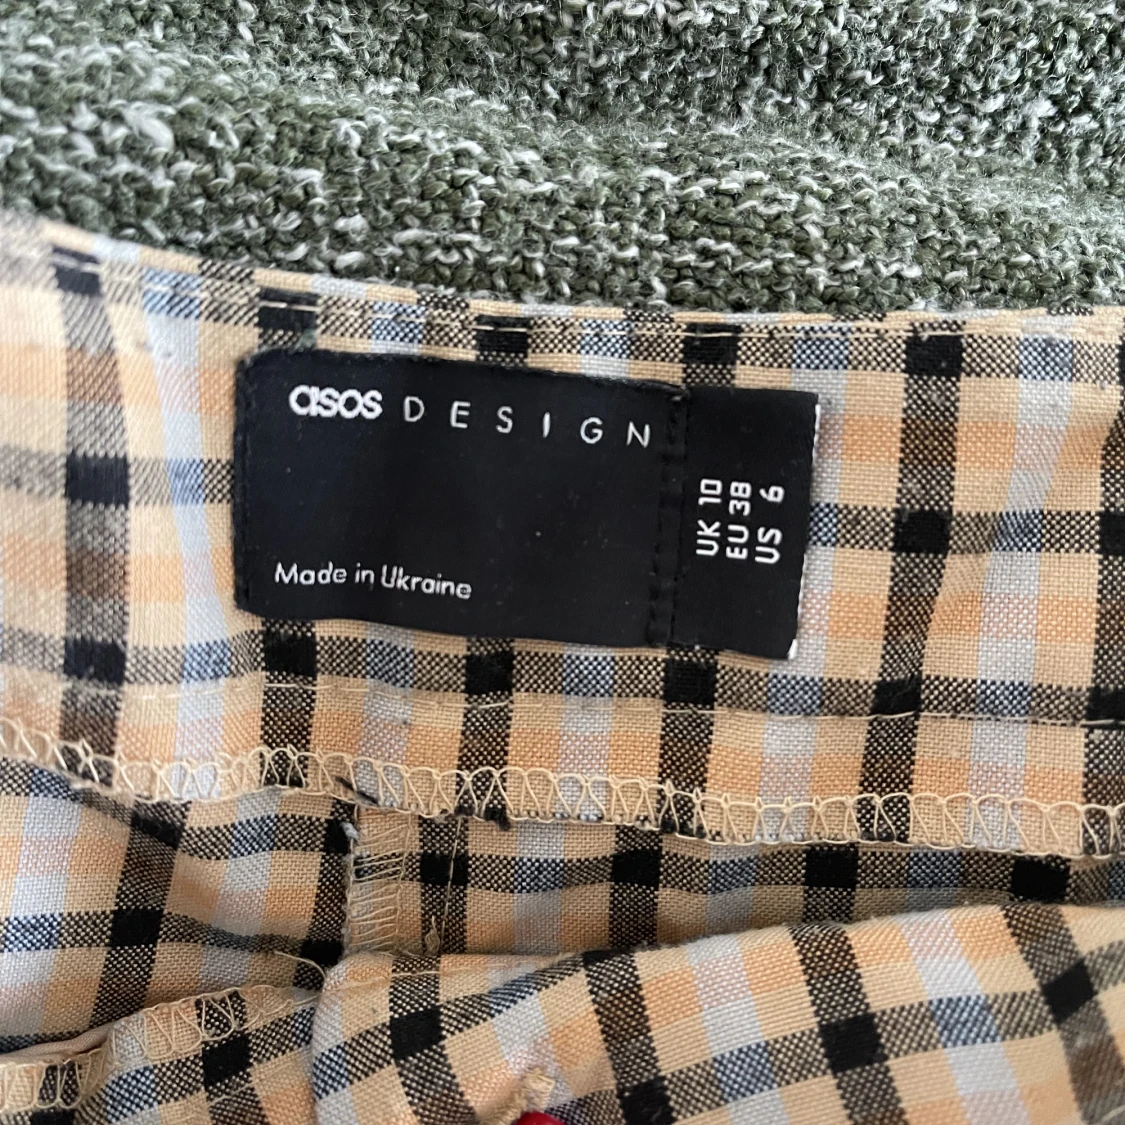 asos DESIGN
Made in Ukraine
UK 10
EU 38
US 6